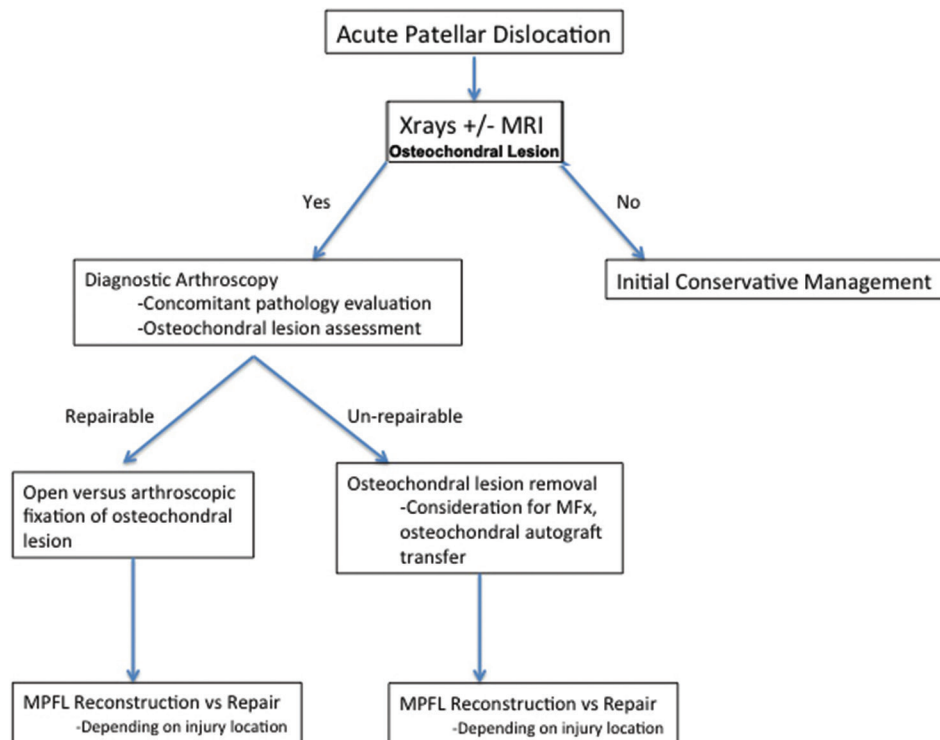 Acute Patellar Dislocation
Xrays +/- MRI
Osteochondral Lesion
Yes
No
Diagnostic Arthroscopy
-Concomitant pathology evaluation
-Osteochondral lesion assessment
Initial Conservative Management
Repairable
Un-repairable
Open versus arthroscopic
fixation of osteochondral
lesion
Osteochondral lesion removal
-Consideration for MFx,
osteochondral autograft
transfer
MPFL Reconstruction vs Repair
-Depending on injury location
MPFL Reconstruction vs Repair
-Depending on injury location